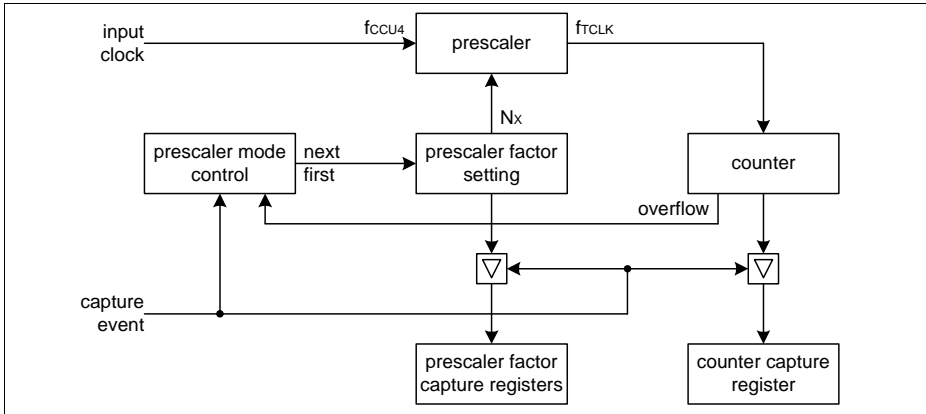 input
clock
fCCU4
prescaler
fTCLK
NX
prescaler mode
control
next
first
prescaler factor
setting
counter
overflow
capture
event
prescaler factor
capture registers
counter capture
register